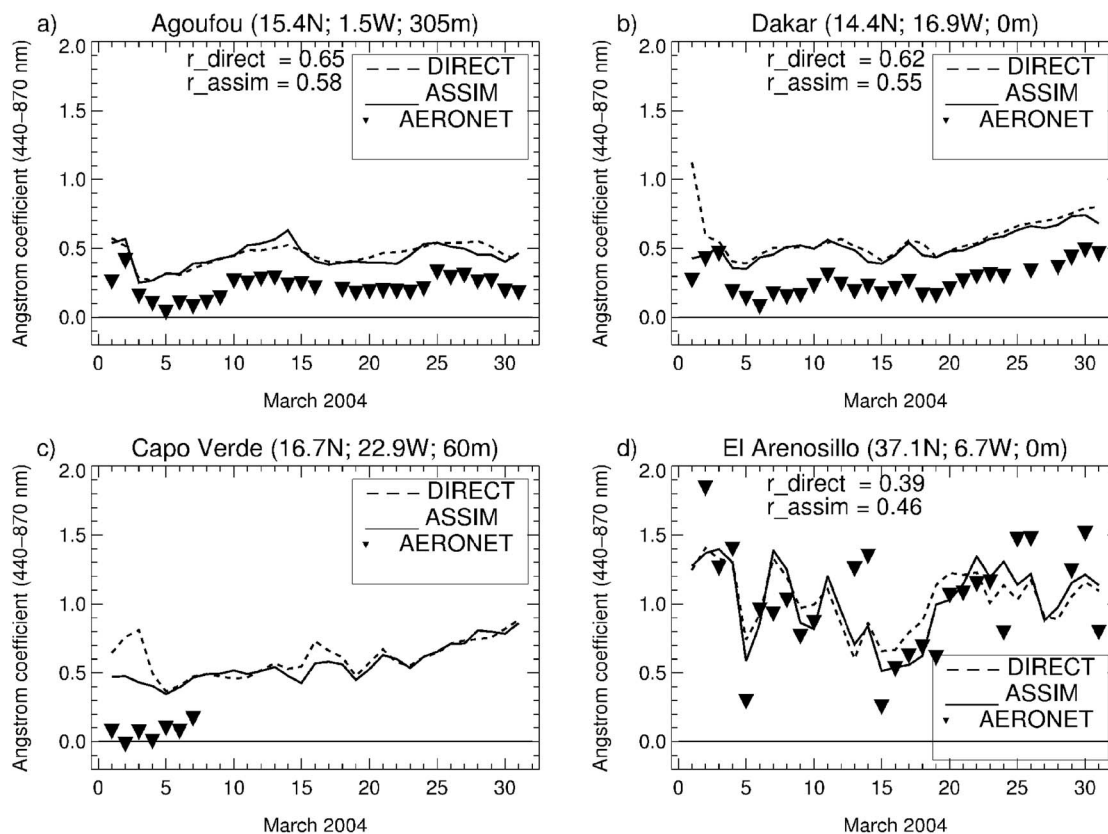 a) Agoufou (15.4N; 1.5W; 305m)
r_direct = 0.65
r_assim = 0.58
DIRECT
ASSIM
AERONET
Angstrom coefficient (440–870 nm)
2.0
1.5
1.0
0.5
0.0
0 5 10 15 20 25 30
March 2004
b) Dakar (14.4N; 16.9W; 0m)
r_direct = 0.62
r_assim = 0.55
DIRECT
ASSIM
AERONET
Angstrom coefficient (440–870 nm)
2.0
1.5
1.0
0.5
0.0
0 5 10 15 20 25 30
March 2004
c) Capo Verde (16.7N; 22.9W; 60m)
DIRECT
ASSIM
AERONET
Angstrom coefficient (440–870 nm)
2.0
1.5
1.0
0.5
0.0
0 5 10 15 20 25 30
March 2004
d) El Arenosillo (37.1N; 6.7W; 0m)
r_direct = 0.39
r_assim = 0.46
DIRECT
ASSIM
AERONET
Angstrom coefficient (440–870 nm)
2.0
1.5
1.0
0.5
0.0
0 5 10 15 20 25 30
March 2004